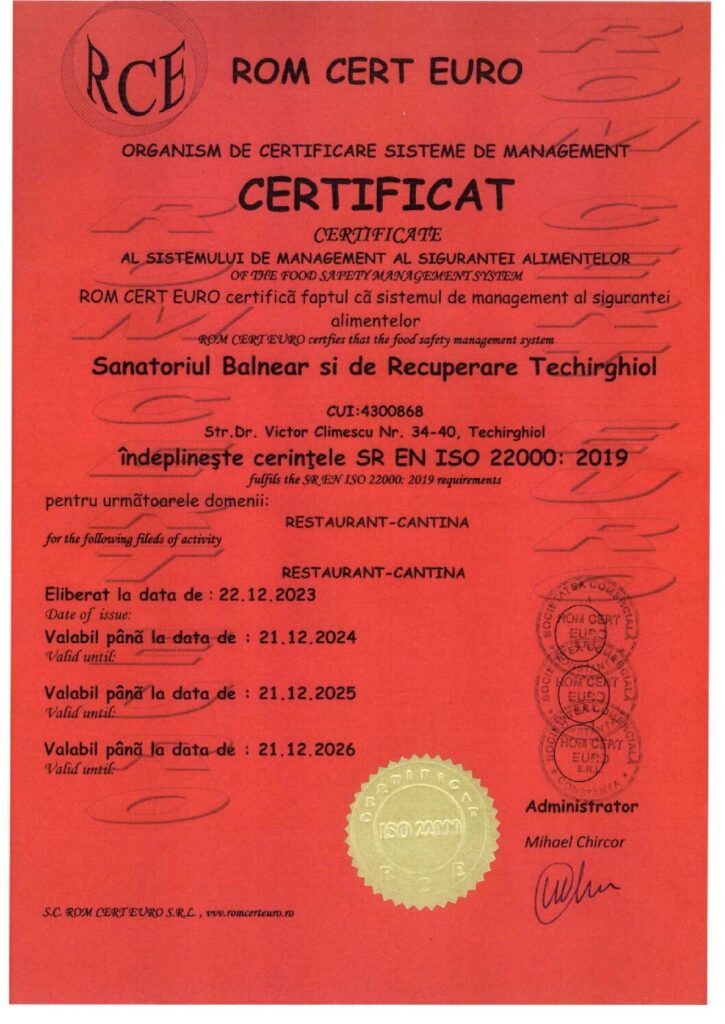 RCE
ROM CERT EURO
ORGANISM DE CERTIFICARE SISTEME DE MANAGEMENT
CERTIFICAT
CERTIFICATE
AL SISTEMULUI DE MANAGEMENT AL SIGURANTEI ALIMENTELOR
OF THE FOOD SAFETY MANAGEMENT SYSTEM
ROM CERT EURO certifică faptul că sistemul de management al sigurantei
alimentelor
ROM CERT EURO certfies that the food safety management system
Sanatoriul Balnear si de Recuperare Techirghiol
CUI:4300868
Str.Dr. Victor Climescu Nr. 34-40, Techirghiol
îndeplineşte cerinţele SR EN ISO 22000: 2019
fulfils the SR EN ISO 22000: 2019 requirements
pentru următoarele domenii:
RESTAURANT-CANTINA
for the following fileds of activity
RESTAURANT-CANTINA
Eliberat la data de : 22.12.2023
Date of issue:
Valabil până la data de : 21.12.2024
Valid until:
Valabil până la data de : 21.12.2025
Valid until:
Valabil până la data de : 21.12.2026
Valid until:
SOCIETATEA COMERCIALĂ
ROM CERT
EURO
S.R.L.
ROM CERT
EURO
S.R.L.
ROM CERT
EURO
S.R.L.
CONSTANŢA
CERTIFICAT
ISO 22000
R C E
Administrator
Mihael Chircor
S.C. ROM CERT EURO S.R.L. , vvv.romcerteuro.ro